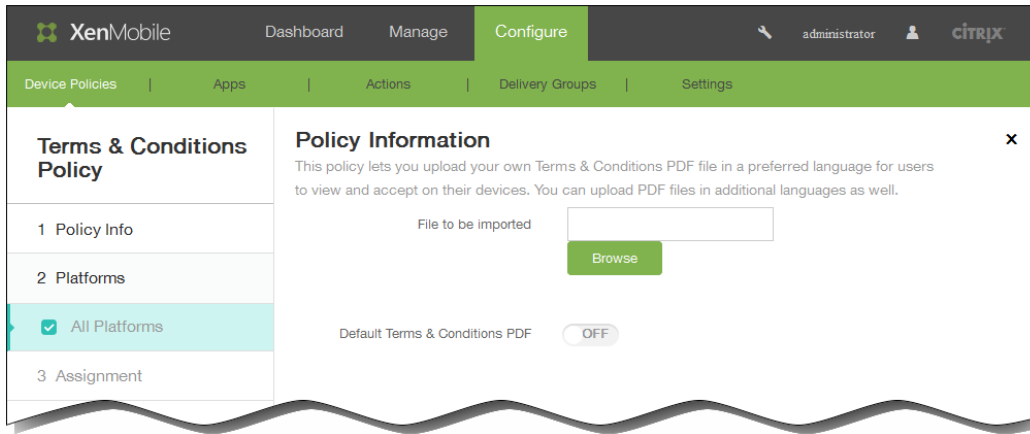 XenMobile
Dashboard
Manage
Configure
administrator
CITRIX
Device Policies | Apps | Actions | Delivery Groups | Settings
Terms & Conditions
Policy
1 Policy Info
2 Platforms
All Platforms
3 Assignment
Policy Information
This policy lets you upload your own Terms & Conditions PDF file in a preferred language for users
to view and accept on their devices. You can upload PDF files in additional languages as well.
File to be imported
Browse
Default Terms & Conditions PDF
OFF